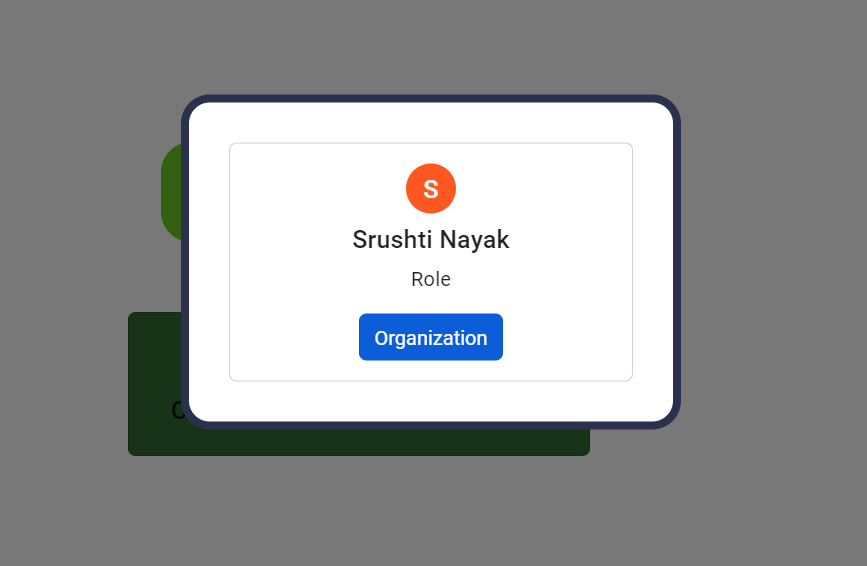 S
Srushti Nayak
Role
Organization